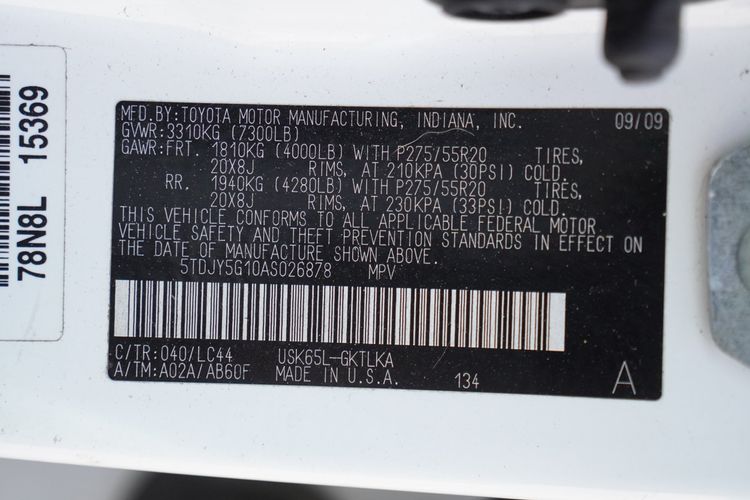 78N8L 15369
MFD.BY:TOYOTA MOTOR MANUFACTURING, INDIANA, INC. 09/09
GVWR:3310KG (7300LB)
GAWR:FRT. 1810KG (4000LB) WITH P275/55R20 TIRES,
20X8J RIMS, AT 210KPA (30PSI) COLD.
RR. 1940KG (4280LB) WITH P275/55R20 TIRES,
20X8J RIMS, AT 230KPA (33PSI) COLD.
THIS VEHICLE CONFORMS TO ALL APPLICABLE FEDERAL MOTOR
VEHICLE SAFETY AND THEFT PREVENTION STANDARDS IN EFFECT ON
THE DATE OF MANUFACTURE SHOWN ABOVE.
5TDJY5G10AS026878 MPV
C/TR:040/LC44 USK65L-GKTLKA
A/TM:A02A/AB60F MADE IN U.S.A. 134 A